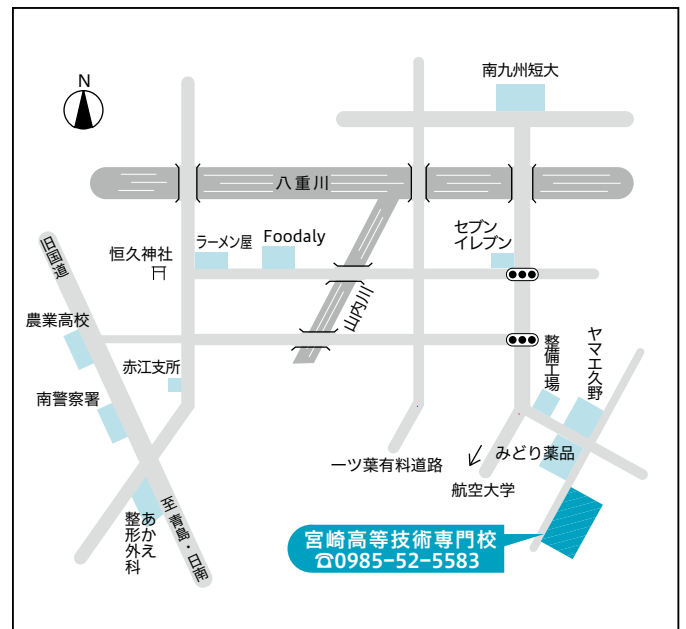 N
南九州短大
八重川
旧国道
恒久神社
ラーメン屋
Foodaly
セブン
イレブン
山内川
農業高校
赤江支所
南警察署
整備工場
ヤマエ久野
みどり薬品
一ツ葉有料道路
航空大学
至 青島・日南
あかえ
整形外科
宮崎高等技術専門校
☎0985-52-5583